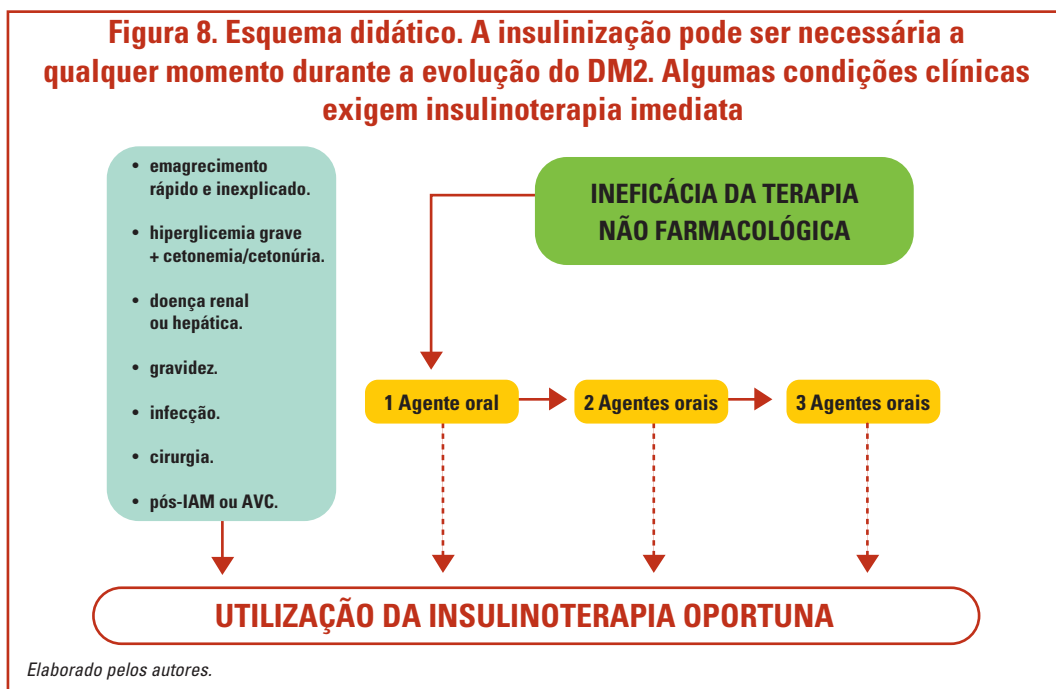 Figura 8. Esquema didático. A insulinização pode ser necessária a
qualquer momento durante a evolução do DM2. Algumas condições clínicas
exigem insulinoterapia imediata
• emagrecimento
rápido e inexplicado.
• hiperglicemia grave
+ cetonemia/cetonúria.
• doença renal
ou hepática.
• gravidez.
• infecção.
• cirurgia.
• pós-IAM ou AVC.
INEFICÁCIA DA TERAPIA
NÃO FARMACOLÓGICA
1 Agente oral
2 Agentes orais
3 Agentes orais
UTILIZAÇÃO DA INSULINOTERAPIA OPORTUNA
Elaborado pelos autores.